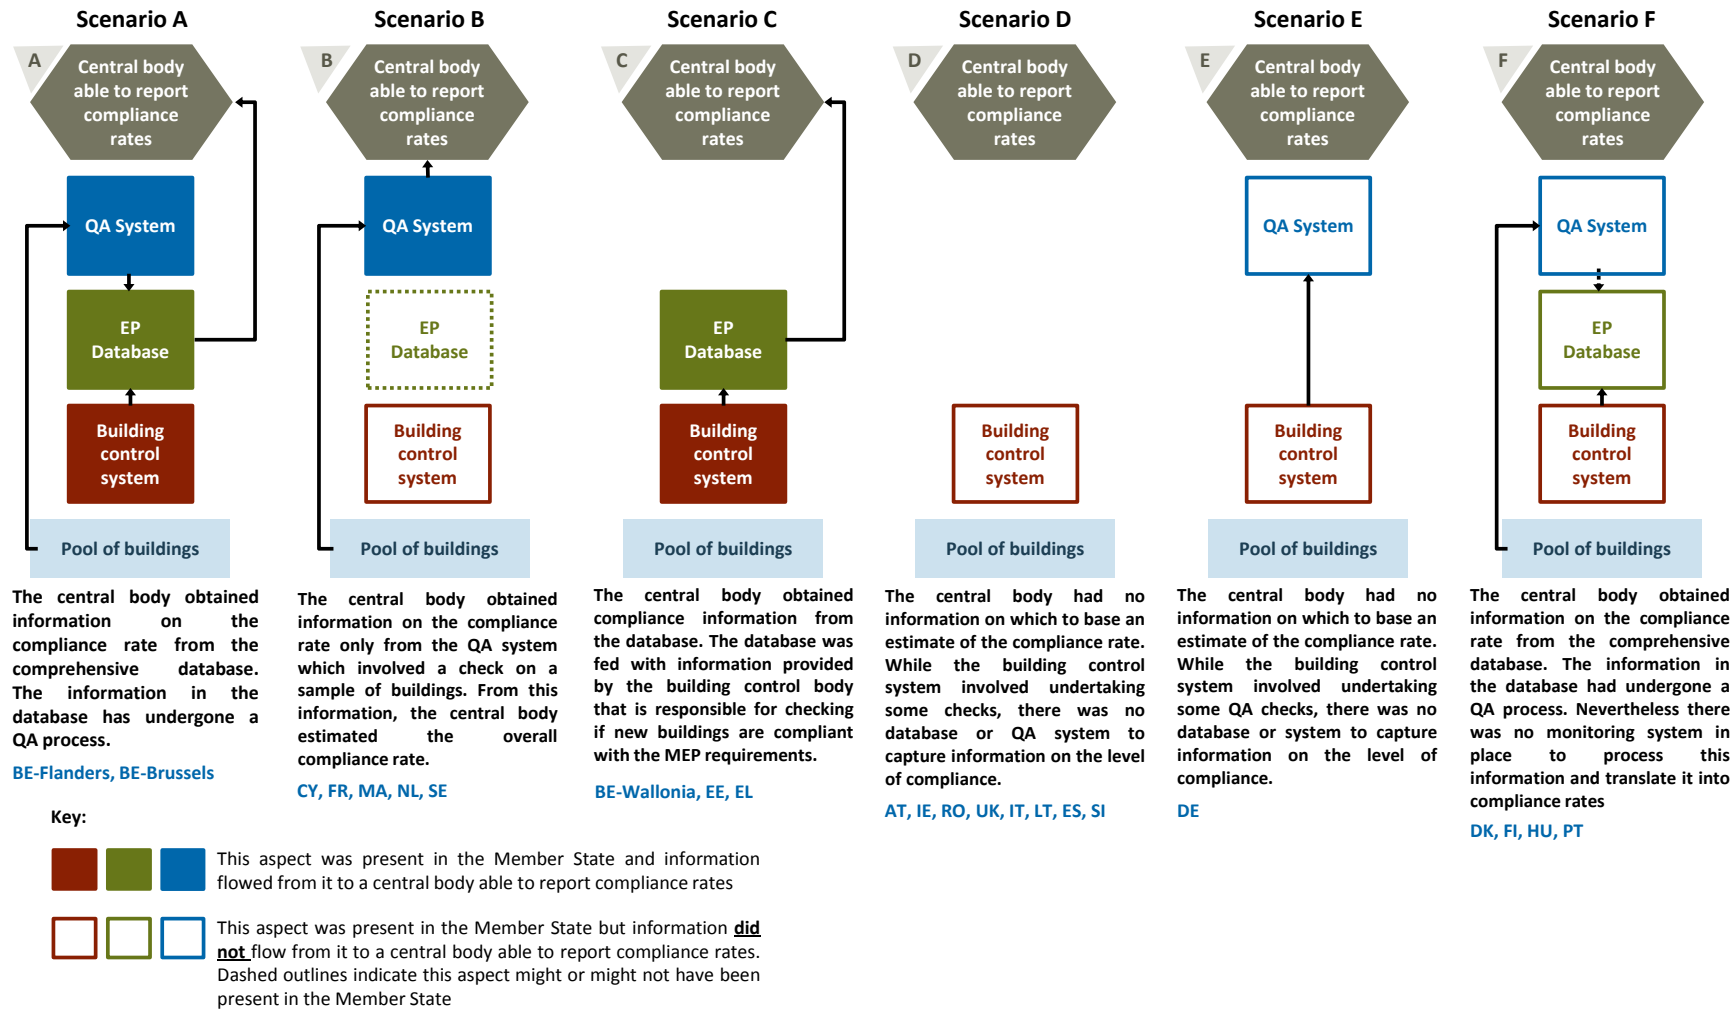 Scenario A
A
Central body
able to report
compliance
rates
QA System
EP
Database
Building
control
system
Pool of buildings
The central body obtained
information on the
compliance rate from the
comprehensive database.
The information in the
database has undergone a
QA process.
BE-Flanders, BE-Brussels
Scenario B
B
Central body
able to report
compliance
rates
QA System
EP
Database
Building
control
system
Pool of buildings
The central body obtained
information on the compliance
rate only from the QA system
which involved a check on a
sample of buildings. From this
information, the central body
estimated the overall
compliance rate.
CY, FR, MA, NL, SE
Scenario C
C
Central body
able to report
compliance
rates
EP
Database
Building
control
system
Pool of buildings
The central body obtained
compliance information from
the database. The database was
fed with information provided
by the building control body
that is responsible for checking
if new buildings are compliant
with the MEP requirements.
BE-Wallonia, EE, EL
Scenario D
D
Central body
able to report
compliance
rates
Building
control
system
Pool of buildings
The central body had no
information on which to base an
estimate of the compliance rate.
While the building control
system involved undertaking
some checks, there was no
database or QA system to
capture information on the level
of compliance.
AT, IE, RO, UK, IT, LT, ES, SI
Scenario E
E
Central body
able to report
compliance
rates
QA System
Building
control
system
Pool of buildings
The central body had no
information on which to base an
estimate of the compliance rate.
While the building control
system involved undertaking
some QA checks, there was no
database or system to capture
information on the level of
compliance.
DE
Scenario F
F
Central body
able to report
compliance
rates
QA System
EP
Database
Building
control
system
Pool of buildings
The central body obtained
information on the compliance
rate from the comprehensive
database. The information in
the database had undergone a
QA process. Nevertheless there
was no monitoring system in
place to process this
information and translate it into
compliance rates
DK, FI, HU, PT
Key:
This aspect was present in the Member State and information
flowed from it to a central body able to report compliance rates
This aspect was present in the Member State but information did
not flow from it to a central body able to report compliance rates.
Dashed outlines indicate this aspect might or might not have been
present in the Member State